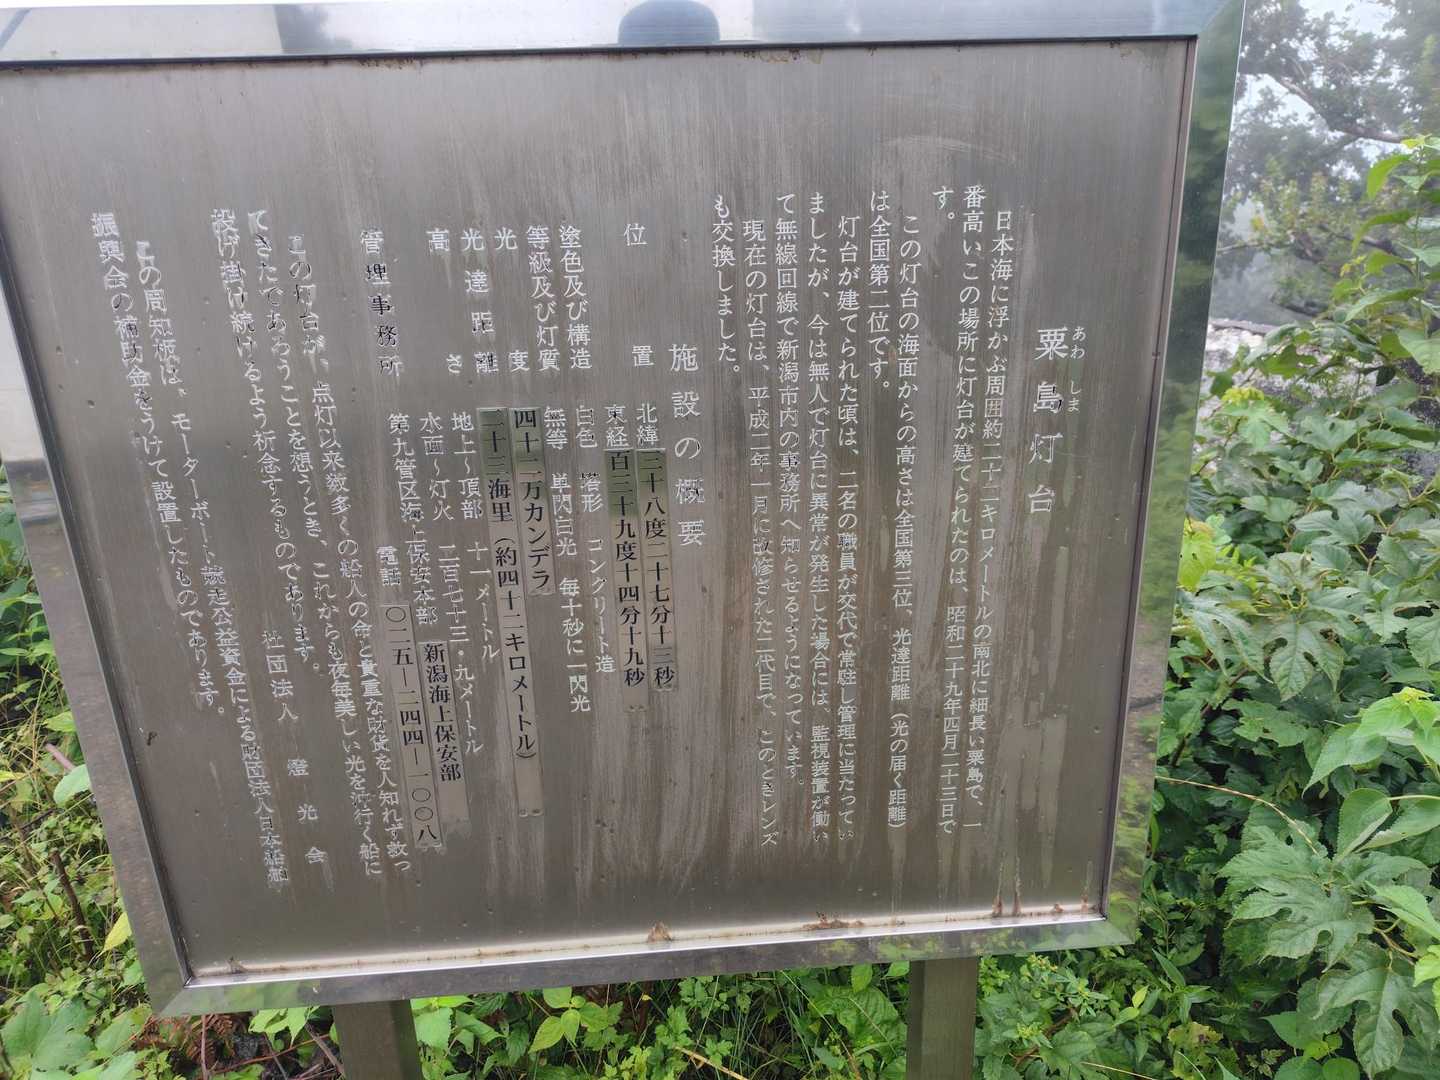 粟島灯台
あわしま
日本海に浮かぶ周囲約二十二キロメートルの南北に細長い粟島で、一
番高いこの場所に灯台が建てられたのは、昭和二十九年四月二十三日で
す。
この灯台の海面からの高さは全国第三位、光達距離（光の届く距離）
は全国第二位です。
灯台が建てられた頃は、二名の職員が交代で常駐し管理に当たってい
ましたが、今は無人で灯台に異常が発生した場合には、監視装置が働い
て無線回線で新潟市内の事務所へ知らせるようになっています。
現在の灯台は、平成二年一月に改修された二代目で、このときレンズ
も交換しました。
施設の概要
位置 北緯 三十八度二十七分十三秒
東経 百三十九度十四分十九秒
塗色及び構造 白色 塔形 コンクリート造
等級及び灯質 無等 単閃白光 毎十秒に一閃光
光度 四十二万カンデラ
光達距離 二十三海里（約四十二キロメートル）
高さ 地上～頂部 十一メートル
水面～灯火 二百七十三・九メートル
管理事務所 第九管区海上保安本部 新潟海上保安部
電話 〇二五―二四四―一〇〇八
この灯台が、点灯以来数多くの船人の命と貴重な財貨を人知れず救っ
てきたであろうことを想うとき、これからも夜毎美しい光を沖行く船に
投げ掛け続けるよう祈念するものであります。
社団法人 燈光会
この周知板は、モーターボート競走公益資金による財団法人日本船舶
振興会の補助金をうけて設置したものであります。